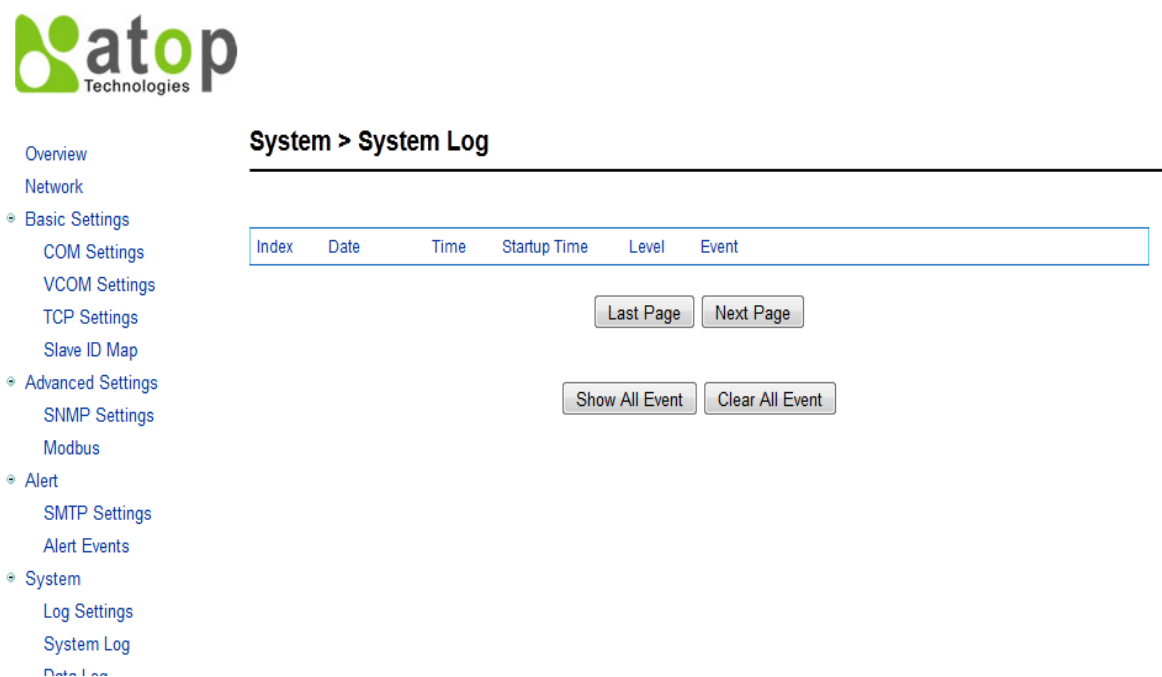 atop
Technologies
System > System Log
Overview
Network
Basic Settings
COM Settings
VCOM Settings
TCP Settings
Slave ID Map
Advanced Settings
SNMP Settings
Modbus
Alert
SMTP Settings
Alert Events
System
Log Settings
System Log
Data Log
Index Date Time Startup Time Level Event
Last Page Next Page
Show All Event Clear All Event